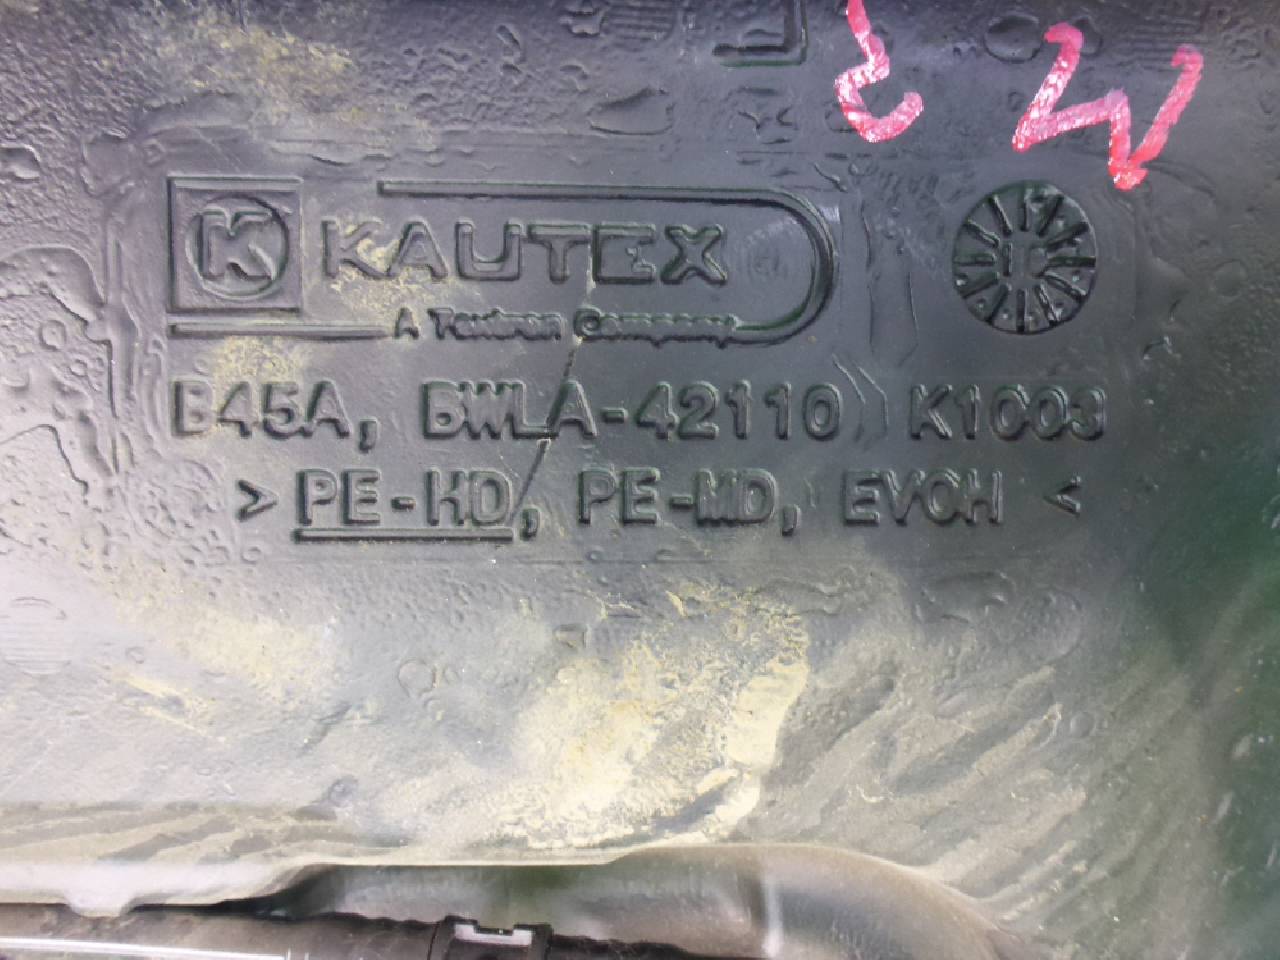 K KAUTEX
A Textron Company
B45A, BWLA-42110 K1003
> PE-HD, PE-MD, EVOH <